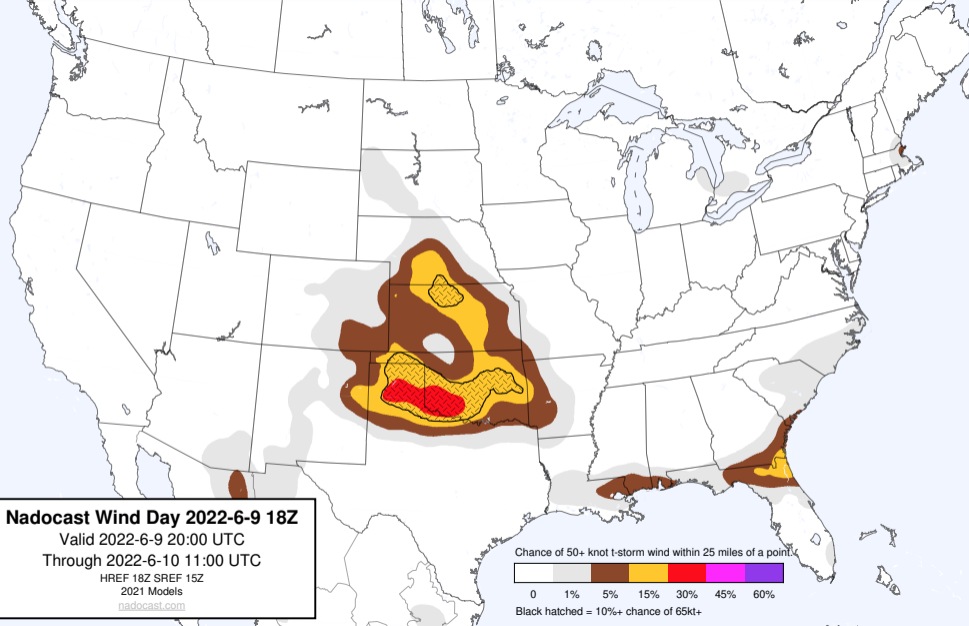 Nadocast Wind Day 2022-6-9 18Z
Valid 2022-6-9 20:00 UTC
Through 2022-6-10 11:00 UTC
HREF 18Z SREF 15Z
2021 Models
nadocast.com
Chance of 50+ knot t-storm wind within 25 miles of a point.
0 1% 5% 15% 30% 45% 60%
Black hatched = 10%+ chance of 65kt+